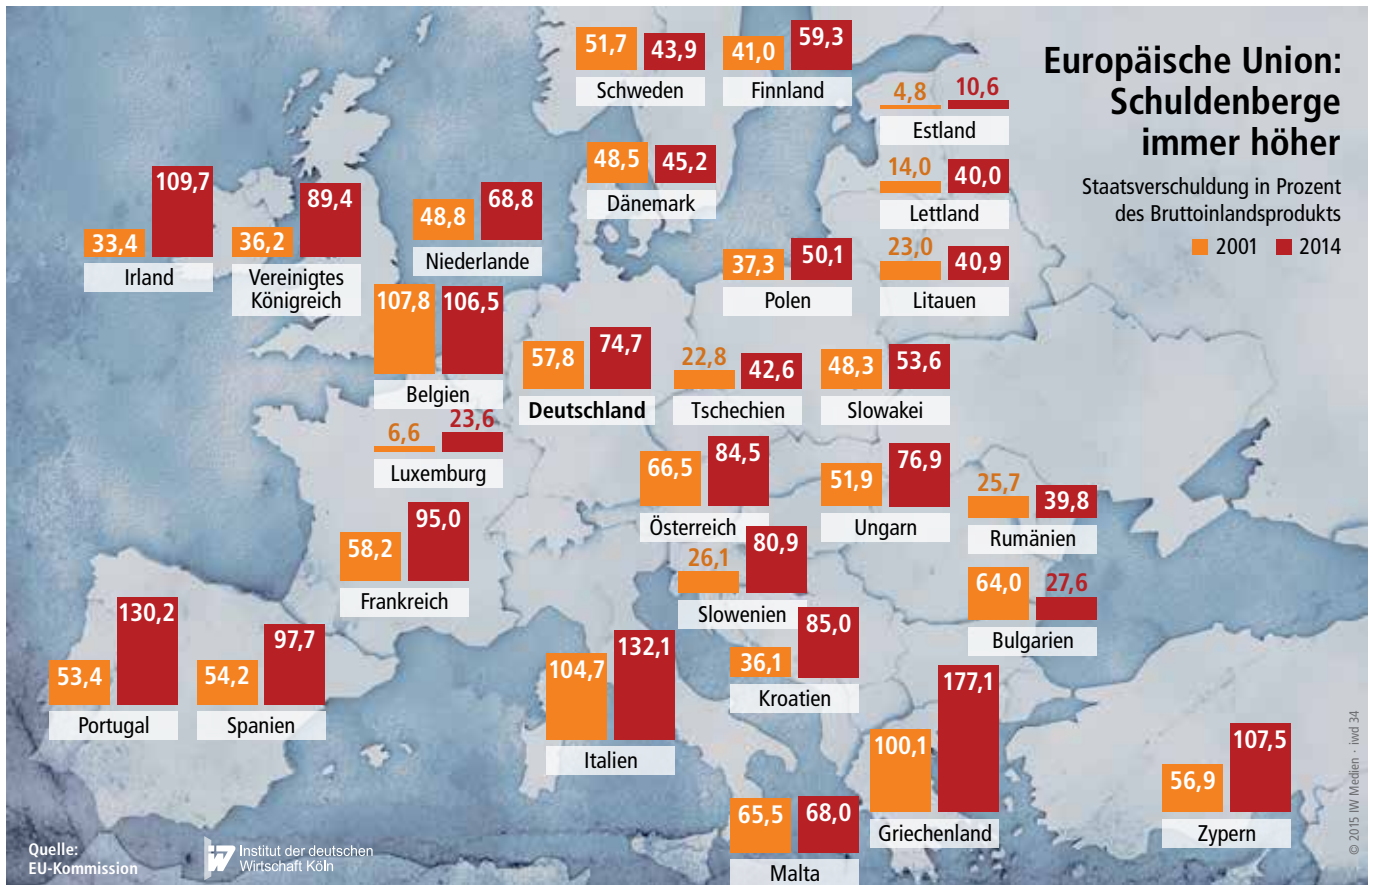 Europäische Union:
Schuldenberge
immer höher
Staatsverschuldung in Prozent
des Bruttoinlandsprodukts
2001 2014
51,7 43,9
Schweden
41,0 59,3
Finnland
4,8 10,6
Estland
48,5 45,2
Dänemark
14,0 40,0
Lettland
33,4 109,7
Irland
36,2 89,4
Vereinigtes
Königreich
48,8 68,8
Niederlande
37,3 50,1
Polen
23,0 40,9
Litauen
107,8 106,5
Belgien
57,8 74,7
Deutschland
22,8 42,6
Tschechien
48,3 53,6
Slowakei
6,6 23,6
Luxemburg
66,5 84,5
Österreich
51,9 76,9
Ungarn
25,7 39,8
Rumänien
58,2 95,0
Frankreich
26,1 80,9
Slowenien
64,0 27,6
Bulgarien
53,4 130,2
Portugal
54,2 97,7
Spanien
104,7 132,1
Italien
36,1 85,0
Kroatien
100,1 177,1
Griechenland
56,9 107,5
Zypern
65,5 68,0
Malta
Quelle:
EU-Kommission
iw Institut der deutschen
Wirtschaft Köln
© 2015 IW Medien · iwd 34